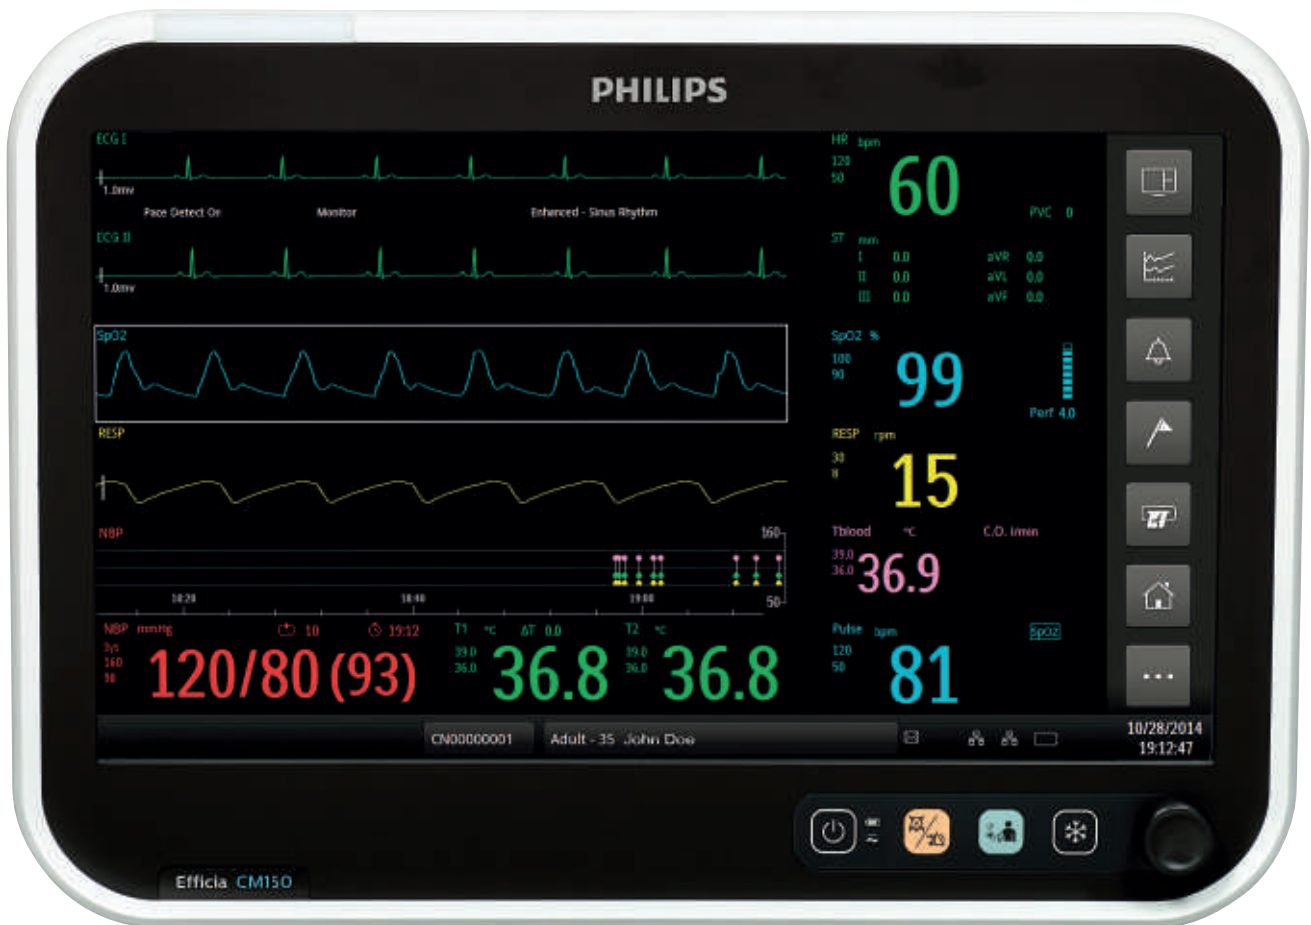 PHILIPS
ECG I
1.0mv
Pace Detect On Monitor Enhanced - Sinus Rhythm
ECG II
1.0mv
SpO2
RESP
NBP
160
18:20 18:40 19:00
50
HR bpm
120
50
60
PVC 0
ST mm
I 0.0 aVR 0.0
II 0.0 aVL 0.0
III 0.0 aVF 0.0
SpO2 %
100
90
99
Perf 4.0
RESP rpm
30
8
15
Tblood °C C.O. l/min
39.0
36.0
36.9
NBP mmHg 10 19:12
Sys
160
90
120/80 (93)
T1 °C ΔT 0.0
39.0
36.0
36.8
T2 °C
39.0
36.0
36.8
Pulse bpm SpO2
120
50
81
CN00000001 Adult - 35 John Doe
10/28/2014
19:12:47
Efficia CM150